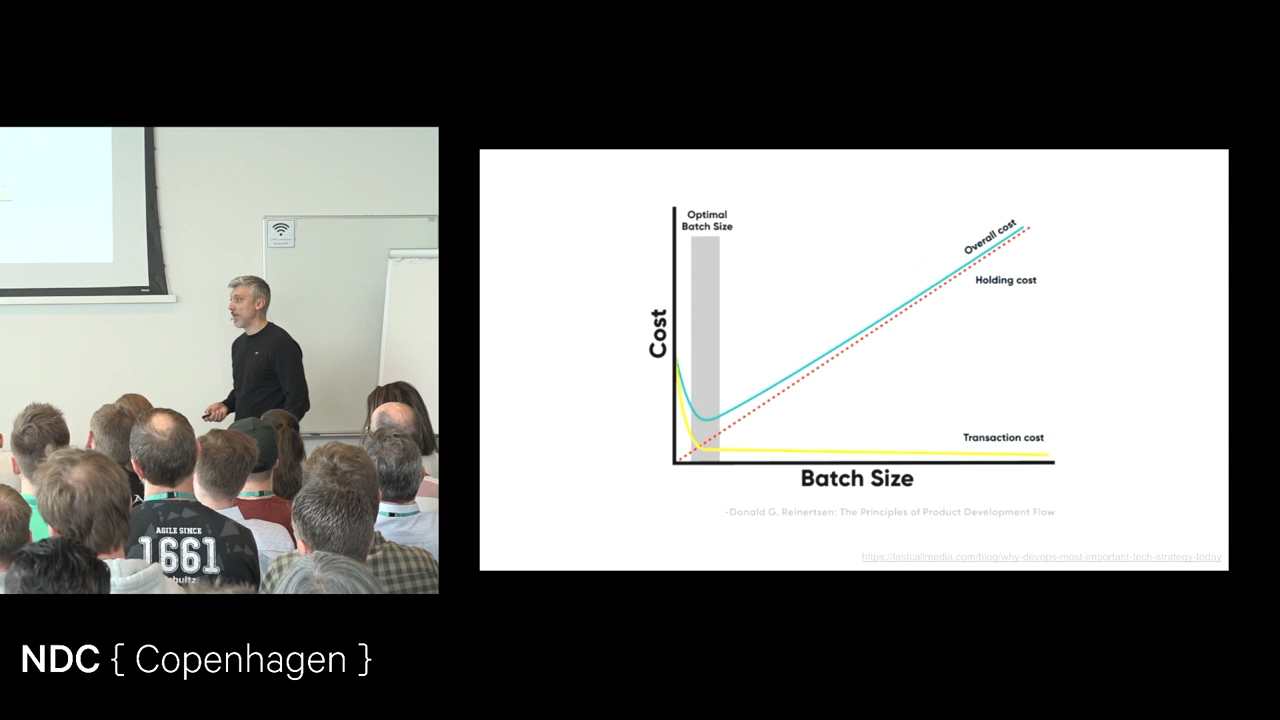 AGILE SINCE
1661
NDC { Copenhagen }
Optimal
Batch Size
Overall cost
Holding cost
Cost
Transaction cost
Batch Size
-Donald G. Reinertsen: The Principles of Product Development Flow
https://lastcallmedia.com/blog/why-devops-most-important-tech-strategy-today